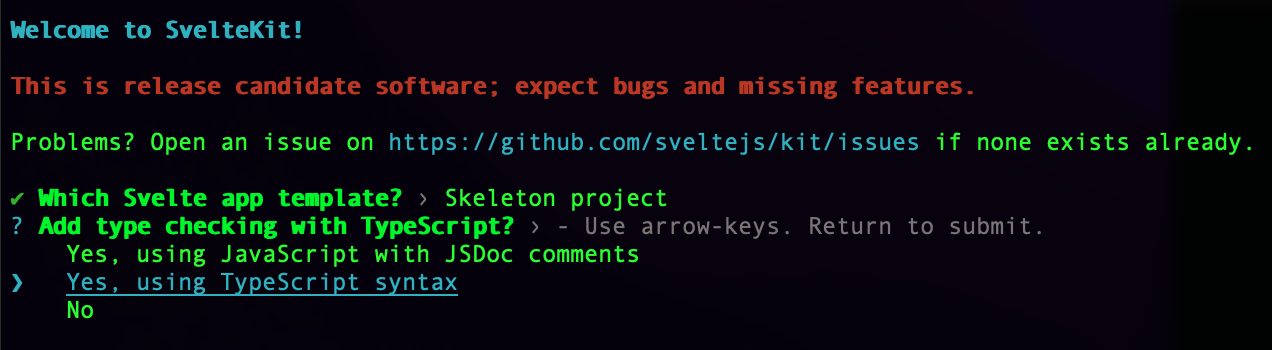 Welcome to SvelteKit!
This is release candidate software; expect bugs and missing features.
Problems? Open an issue on https://github.com/sveltejs/kit/issues if none exists already.
✔ Which Svelte app template? › Skeleton project
? Add type checking with TypeScript? › - Use arrow-keys. Return to submit.
Yes, using JavaScript with JSDoc comments
❯ Yes, using TypeScript syntax
No